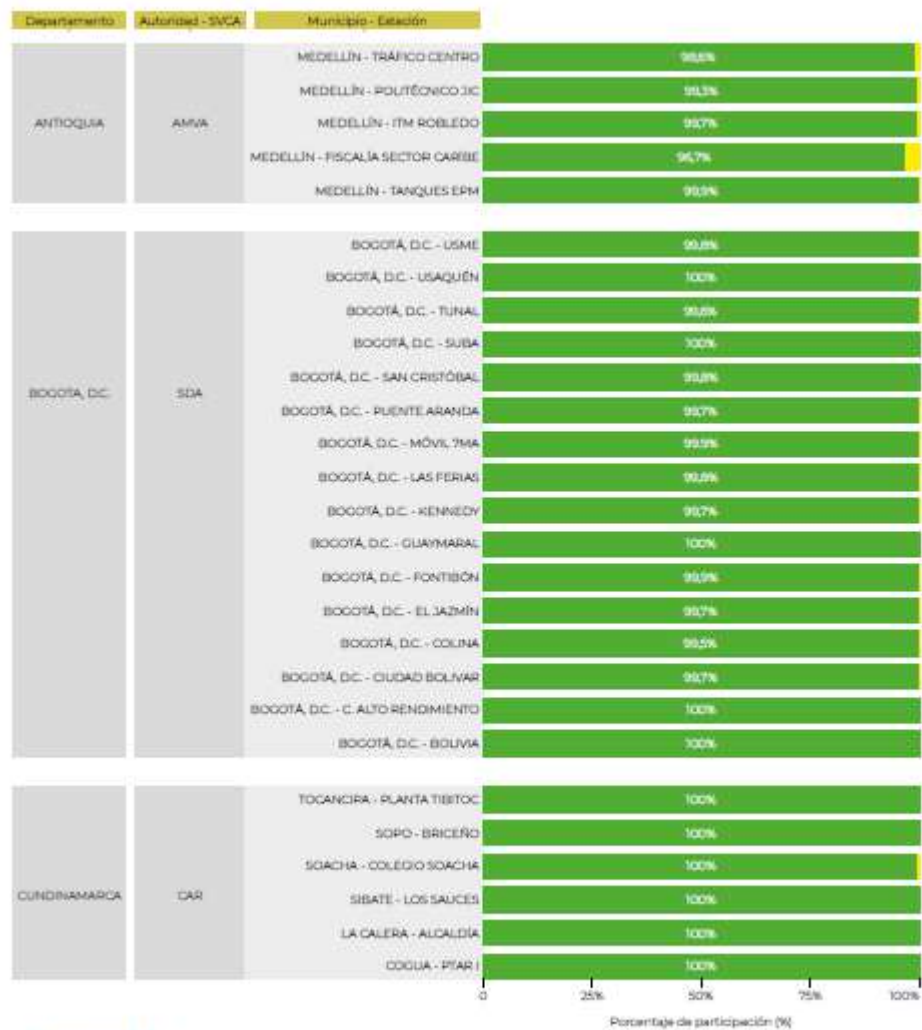 Departamento Autoridad - SVCA Municipio - Estación
MEDELLÍN - TRÁFICO CENTRO
MEDELLÍN - POLITÉCNICO JIC 99,3%
ANTIOQUIA AMVA MEDELLÍN - ITM ROBLEDO 99,7%
MEDELLÍN - FISCALÍA SECTOR CARIBE 96,7%
MEDELLÍN - TANQUES EPM 99,9%
BOGOTÁ, D.C. - USME 99,8%
BOGOTÁ, D.C. - USAQUÉN 100%
BOGOTÁ, D.C. - TUNAL
BOGOTÁ, D.C. - SUBA 100%
BOGOTA, D.C. SDA BOGOTÁ, D.C. - SAN CRISTÓBAL 99,8%
BOGOTÁ, D.C. - PUENTE ARANDA 99,7%
BOGOTÁ, D.C. - MÓVIL 7MA 99,9%
BOGOTÁ, D.C. - LAS FERIAS
BOGOTÁ, D.C. - KENNEDY 99,7%
BOGOTÁ, D.C. - GUAYMARAL 100%
BOGOTÁ, D.C. - FONTIBÓN 99,9%
BOGOTÁ, D.C. - EL JAZMÍN 99,7%
BOGOTÁ, D.C. - COLINA 99,5%
BOGOTÁ, D.C. - CIUDAD BOLIVAR 99,7%
BOGOTÁ, D.C. - C. ALTO RENDIMIENTO 100%
BOGOTÁ, D.C. - BOLIVIA 100%
TOCANCIPA - PLANTA TIBITOC 100%
SOPO - BRICEÑO 100%
SOACHA - COLEGIO SOACHA 100%
CUNDINAMARCA CAR SIBATE - LOS SAUCES 100%
LA CALERA - ALCALDÍA 100%
COGUA - PTAR I 100%
0 25% 50% 75% 100%
Porcentaje de participación (%)